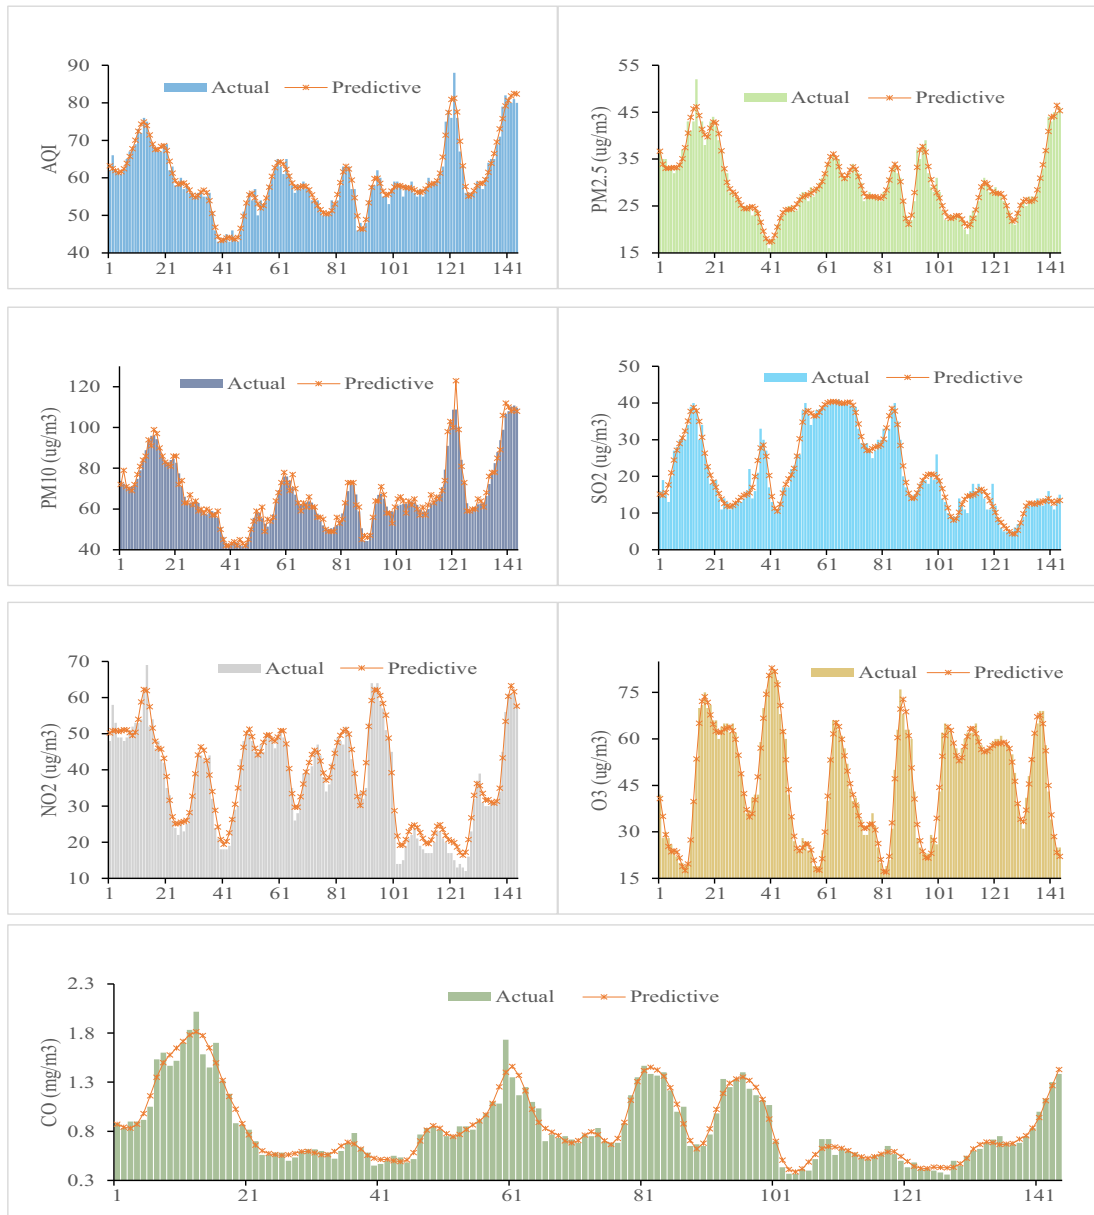 Actual Predictive
AQI
90
80
70
60
50
40
1 21 41 61 81 101 121 141
Actual Predictive
PM2.5 (ug/m3)
55
45
35
25
15
1 21 41 61 81 101 121 141
Actual Predictive
PM10 (ug/m3)
120
100
80
60
40
1 21 41 61 81 101 121 141
Actual Predictive
SO2 (ug/m3)
50
40
30
20
10
0
1 21 41 61 81 101 121 141
Actual Predictive
NO2 (ug/m3)
70
60
50
40
30
20
10
1 21 41 61 81 101 121 141
Actual Predictive
O3 (ug/m3)
75
60
45
30
15
1 21 41 61 81 101 121 141
Actual Predictive
CO (mg/m3)
2.3
1.8
1.3
0.8
0.3
1 21 41 61 81 101 121 141